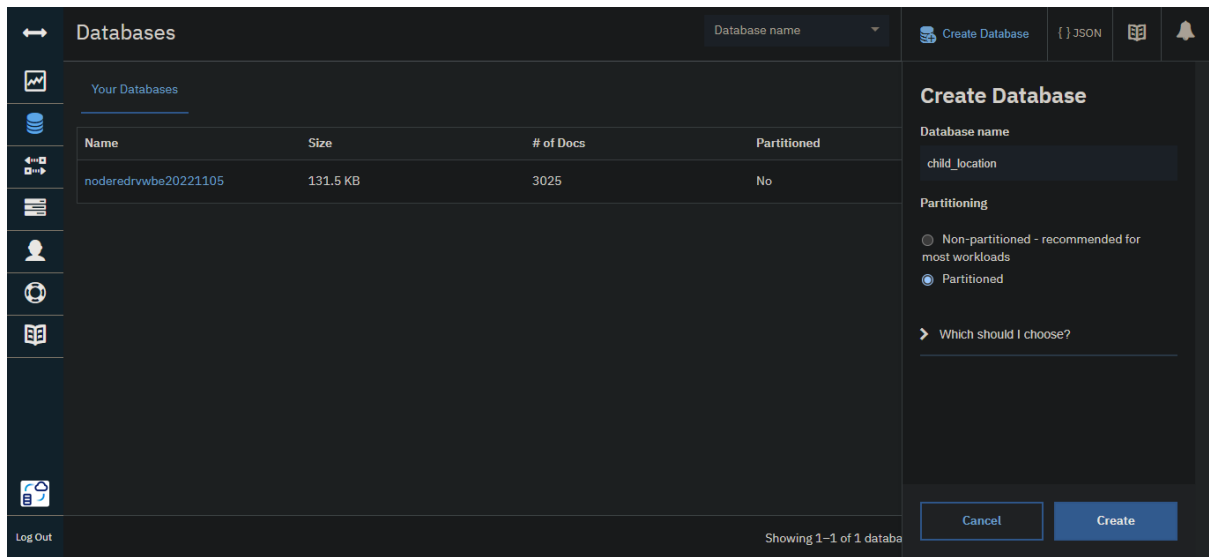 Databases
Database name
Create Database
{ } JSON
Your Databases
Name Size # of Docs Partitioned
noderedrvwbe20221105 131.5 KB 3025 No
Showing 1–1 of 1 databa
Log Out
Create Database
Database name
child_location
Partitioning
Non-partitioned - recommended for
most workloads
Partitioned
Which should I choose?
Cancel
Create